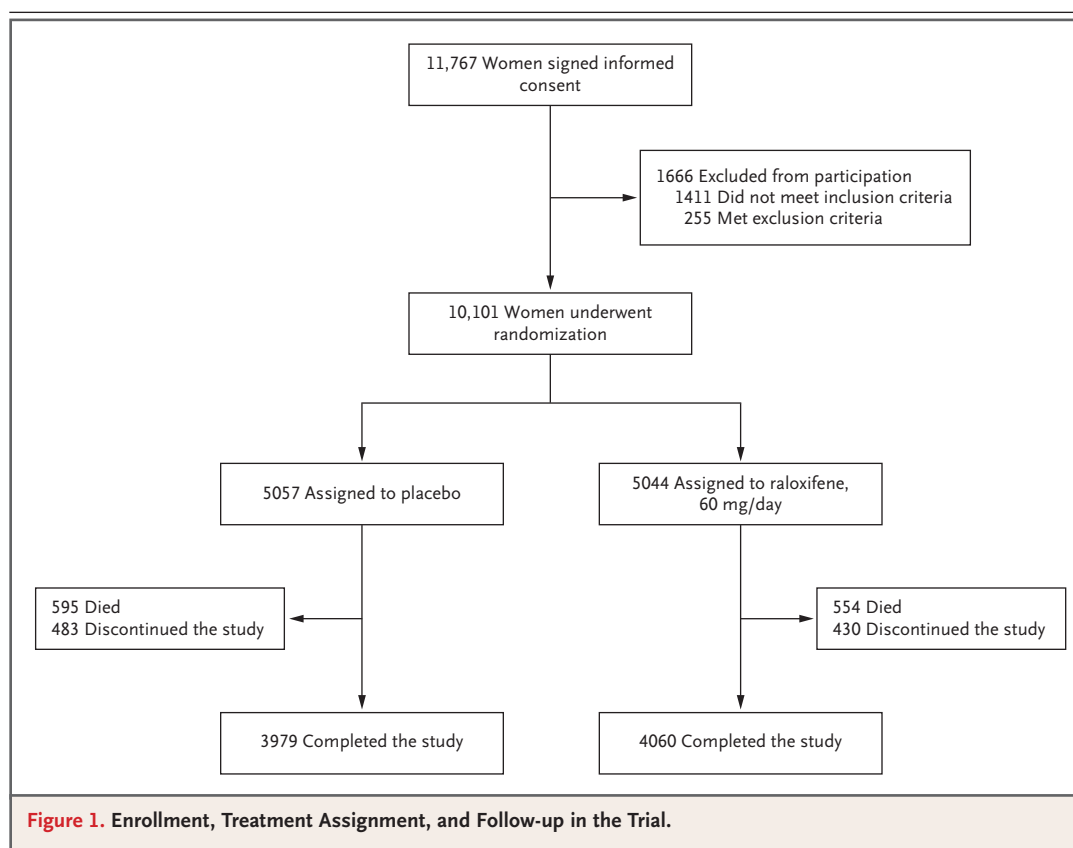 11,767 Women signed informed
consent
1666 Excluded from participation
1411 Did not meet inclusion criteria
255 Met exclusion criteria
10,101 Women underwent
randomization
5057 Assigned to placebo
5044 Assigned to raloxifene,
60 mg/day
595 Died
483 Discontinued the study
554 Died
430 Discontinued the study
3979 Completed the study
4060 Completed the study
Figure 1. Enrollment, Treatment Assignment, and Follow-up in the Trial.